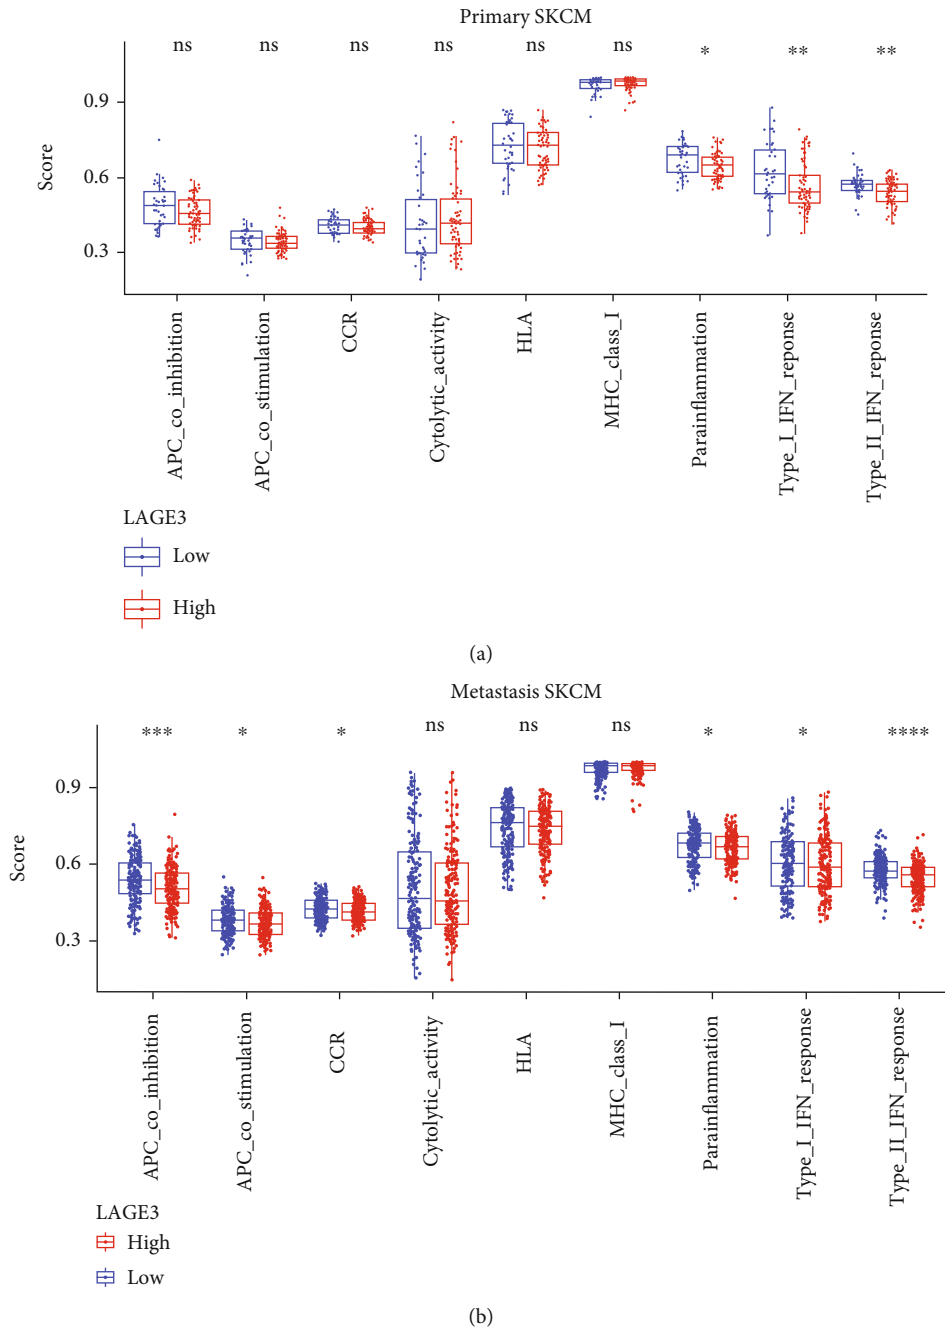 Primary SKCM
ns ns ns ns ns ns * ** **
Score
0.9
0.6
0.3
APC_co_inhibition
APC_co_stimulation
CCR
Cytolytic_activity
HLA
MHC_class_I
Parainflammation
Type_I_IFN_reponse
Type_II_IFN_reponse
LAGE3
Low
High
(a)
Metastasis SKCM
*** * * ns ns ns * * ****
Score
0.9
0.6
0.3
APC_co_inhibition
APC_co_stimulation
CCR
Cytolytic_activity
HLA
MHC_class_I
Parainflammation
Type_I_IFN_response
Type_II_IFN_response
LAGE3
High
Low
(b)